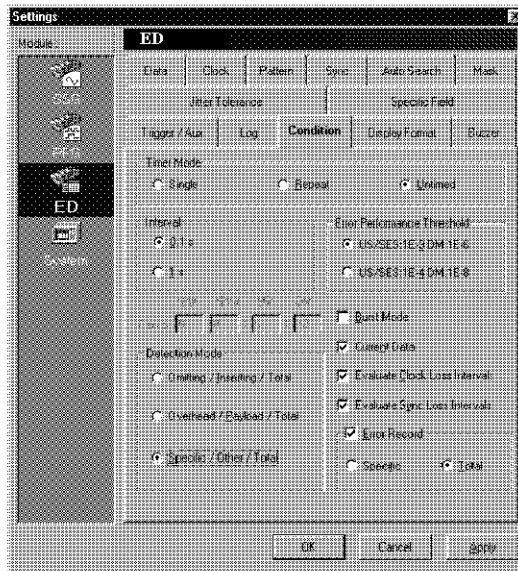 Settings
Module
ED
SSG
PPG
ED
System
Data Clock Pattern Sync Auto Search Mask
Jitter Tolerance Specific Field
Trigger / Aux Log Condition Display Format Buzzer
Timer Mode
Single Repeat Untimed
Interval
0.1 s
1 s
Error Performance Threshold
US/SES:1E-3 DM:1E-6
US/SES:1E-4 DM:1E-8
Burst Mode
Current Data
Evaluate Clock Loss Intervals
Evaluate Sync Loss Intervals
Error Record
Specific Total
Detection Mode
Omitting / Inserting / Total
Overhead / Payload / Total
Specific / Other / Total
OK Cancel Apply